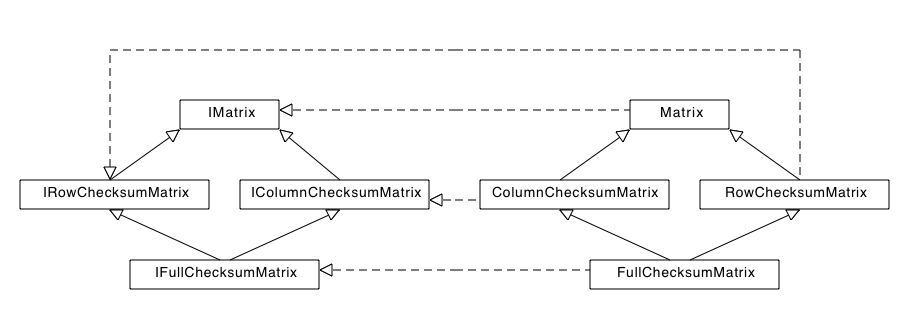 IMatrix
Matrix
IRowChecksumMatrix
IColumnChecksumMatrix
ColumnChecksumMatrix
RowChecksumMatrix
IFullChecksumMatrix
FullChecksumMatrix